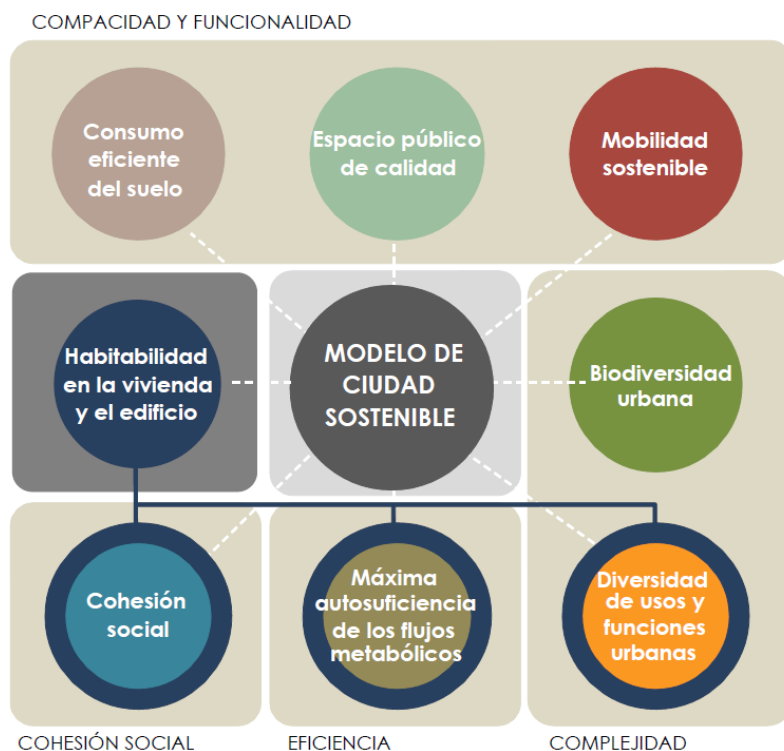 COMPACIDAD Y FUNCIONALIDAD
Consumo
eficiente
del suelo
Espacio público
de calidad
Mobilidad
sostenible
Habitabilidad
en la vivienda
y el edificio
MODELO DE
CIUDAD
SOSTENIBLE
Biodiversidad
urbana
Cohesión
social
Máxima
autosuficiencia
de los flujos
metabólicos
Diversidad
de usos y
funciones
urbanas
COHESIÓN SOCIAL
EFICIENCIA
COMPLEJIDAD